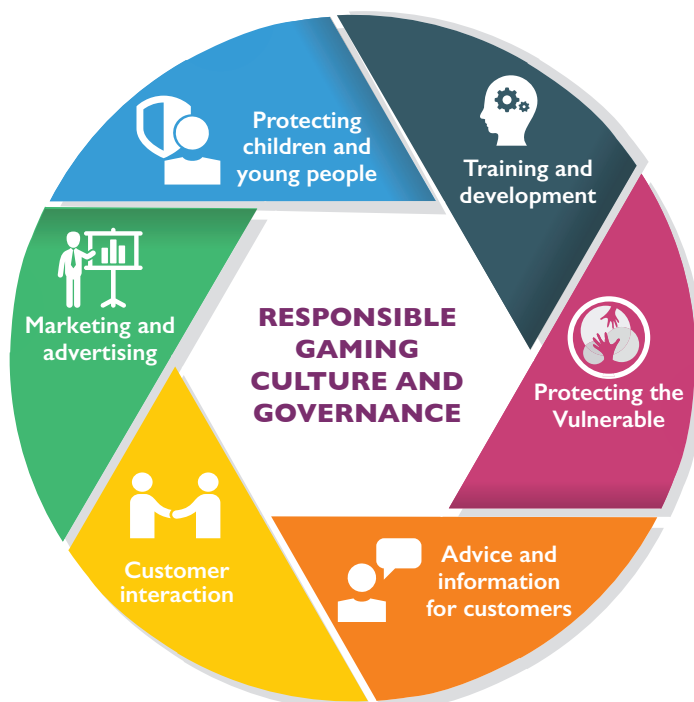 Protecting
children and
young people
Training and
development
Marketing and
advertising
RESPONSIBLE
GAMING
CULTURE AND
GOVERNANCE
Protecting the
Vulnerable
Customer
interaction
Advice and
information
for customers